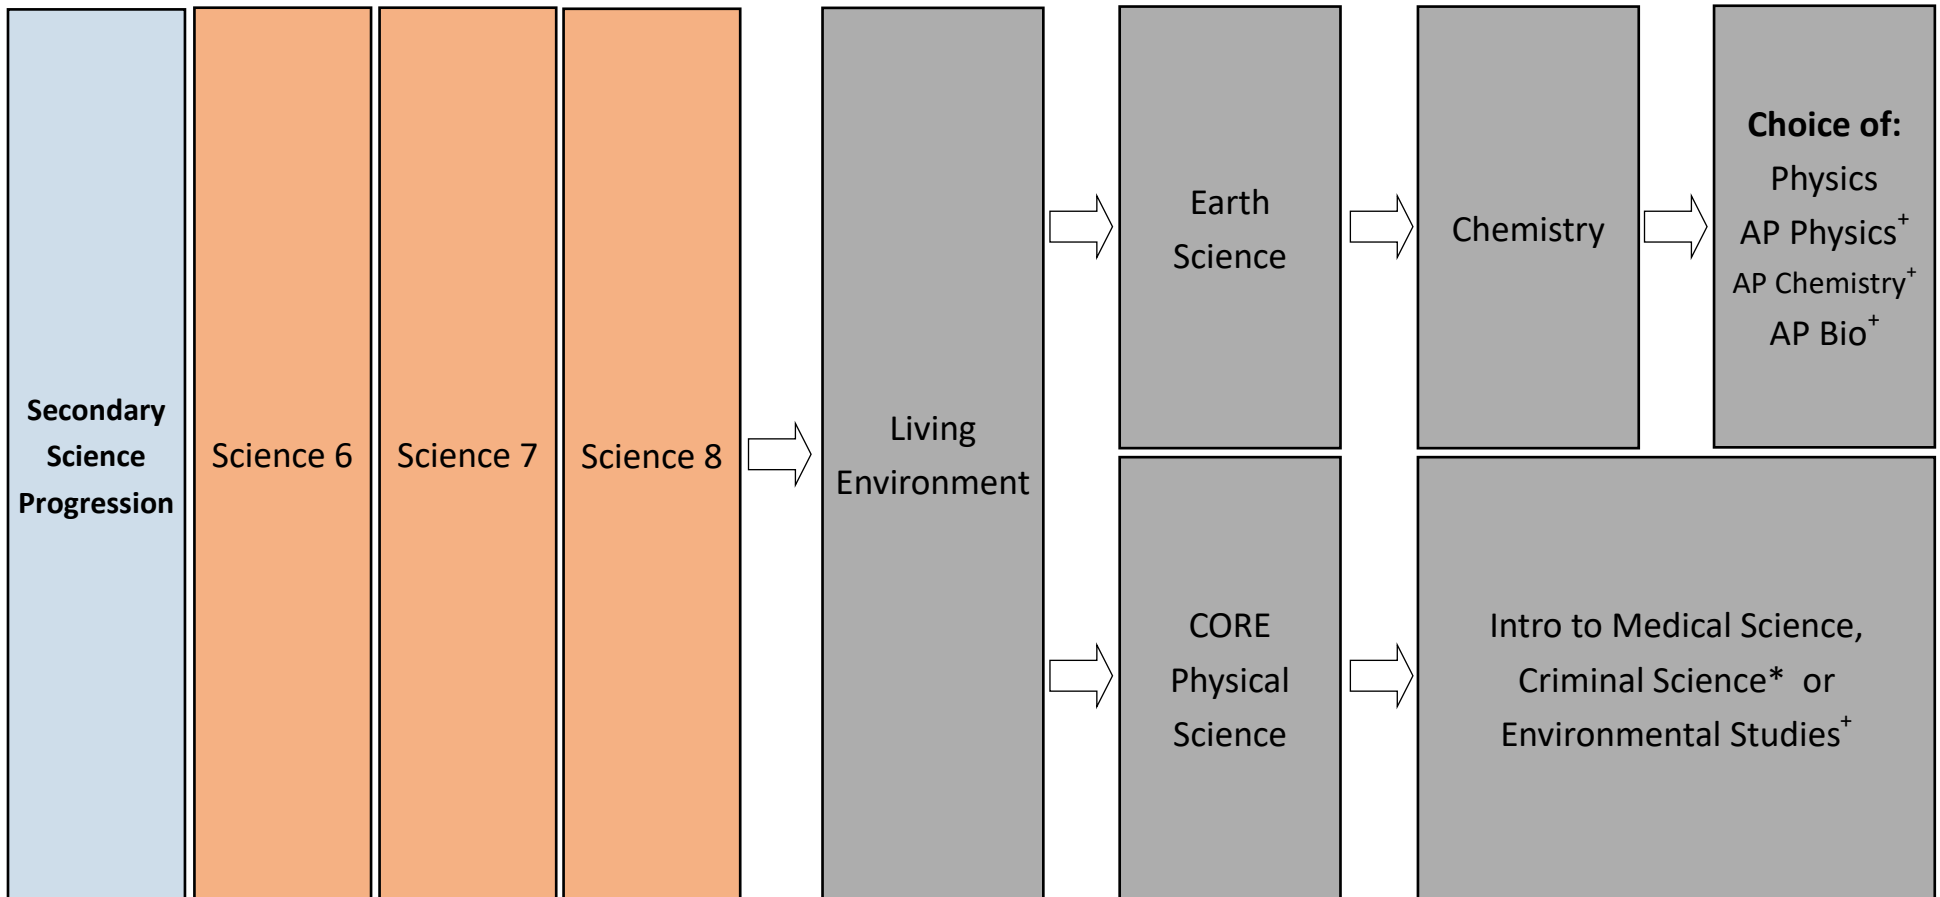 Secondary
Science
Progression
Science 6
Science 7
Science 8
Living
Environment
Earth
Science
Chemistry
Choice of:
Physics
AP Physics⁺
AP Chemistry⁺
AP Bio⁺
CORE
Physical
Science
Intro to Medical Science,
Criminal Science* or
Environmental Studies⁺